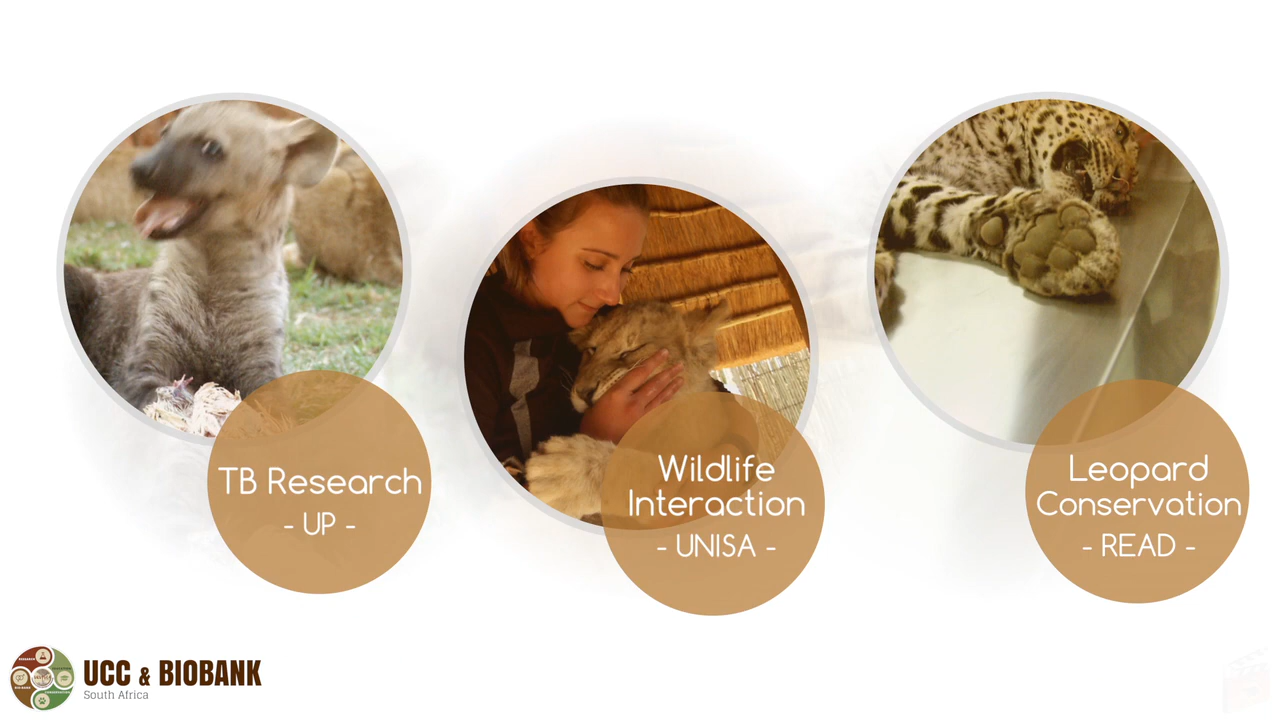 TB Research
- UP -
Wildlife
Interaction
- UNISA -
Leopard
Conservation
- READ -
UCC & BIOBANK
South Africa